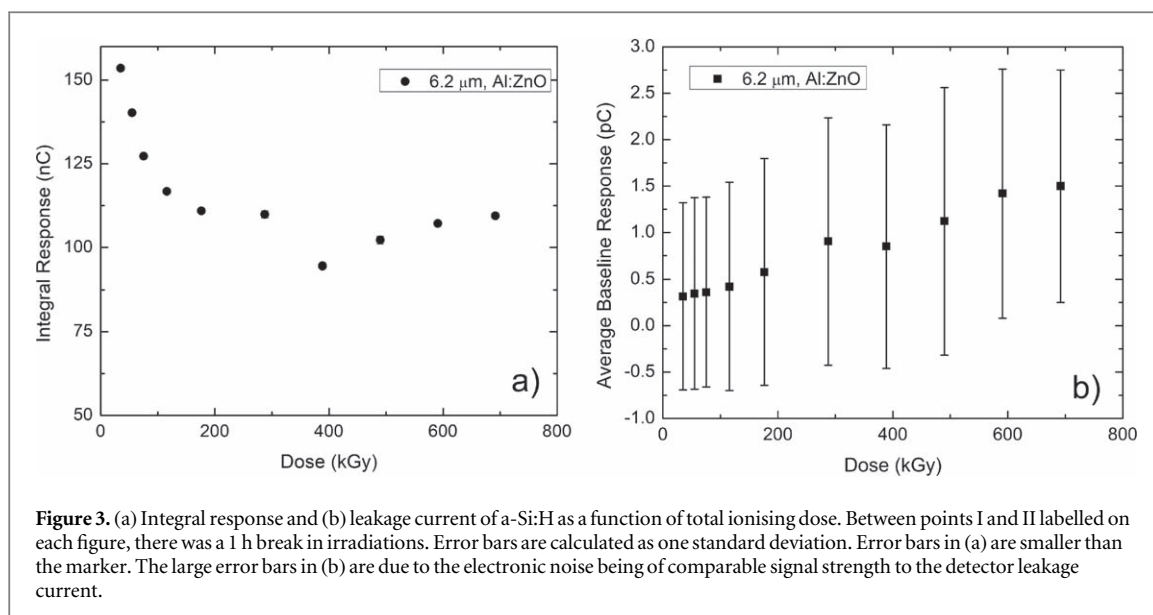 150
125
100
75
50
Integral Response (nC)
6.2 μm, Al:ZnO
a)
0 200 400 600 800
Dose (kGy)
3.0
2.5
2.0
1.5
1.0
0.5
0.0
-0.5
-1.0
Average Baseline Response (pC)
6.2 μm, Al:ZnO
b)
0 200 400 600 800
Dose (kGy)
Figure 3. (a) Integral response and (b) leakage current of a-Si:H as a function of total ionising dose. Between points I and II labelled on
each figure, there was a 1 h break in irradiations. Error bars are calculated as one standard deviation. Error bars in (a) are smaller than
the marker. The large error bars in (b) are due to the electronic noise being of comparable signal strength to the detector leakage
current.